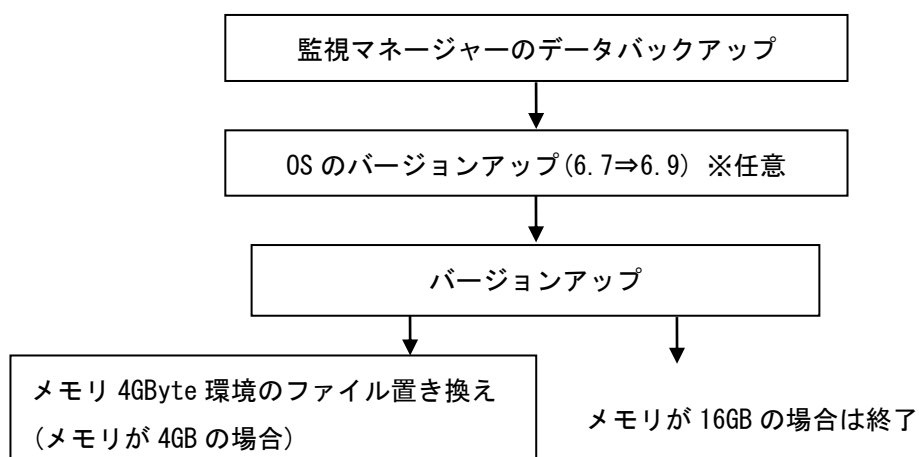 監視マネージャーのデータバックアップ
OSのバージョンアップ(6.7⇒6.9) ※任意
バージョンアップ
メモリ 4GByte 環境のファイル置き換え
(メモリが 4GB の場合)
メモリが 16GB の場合は終了